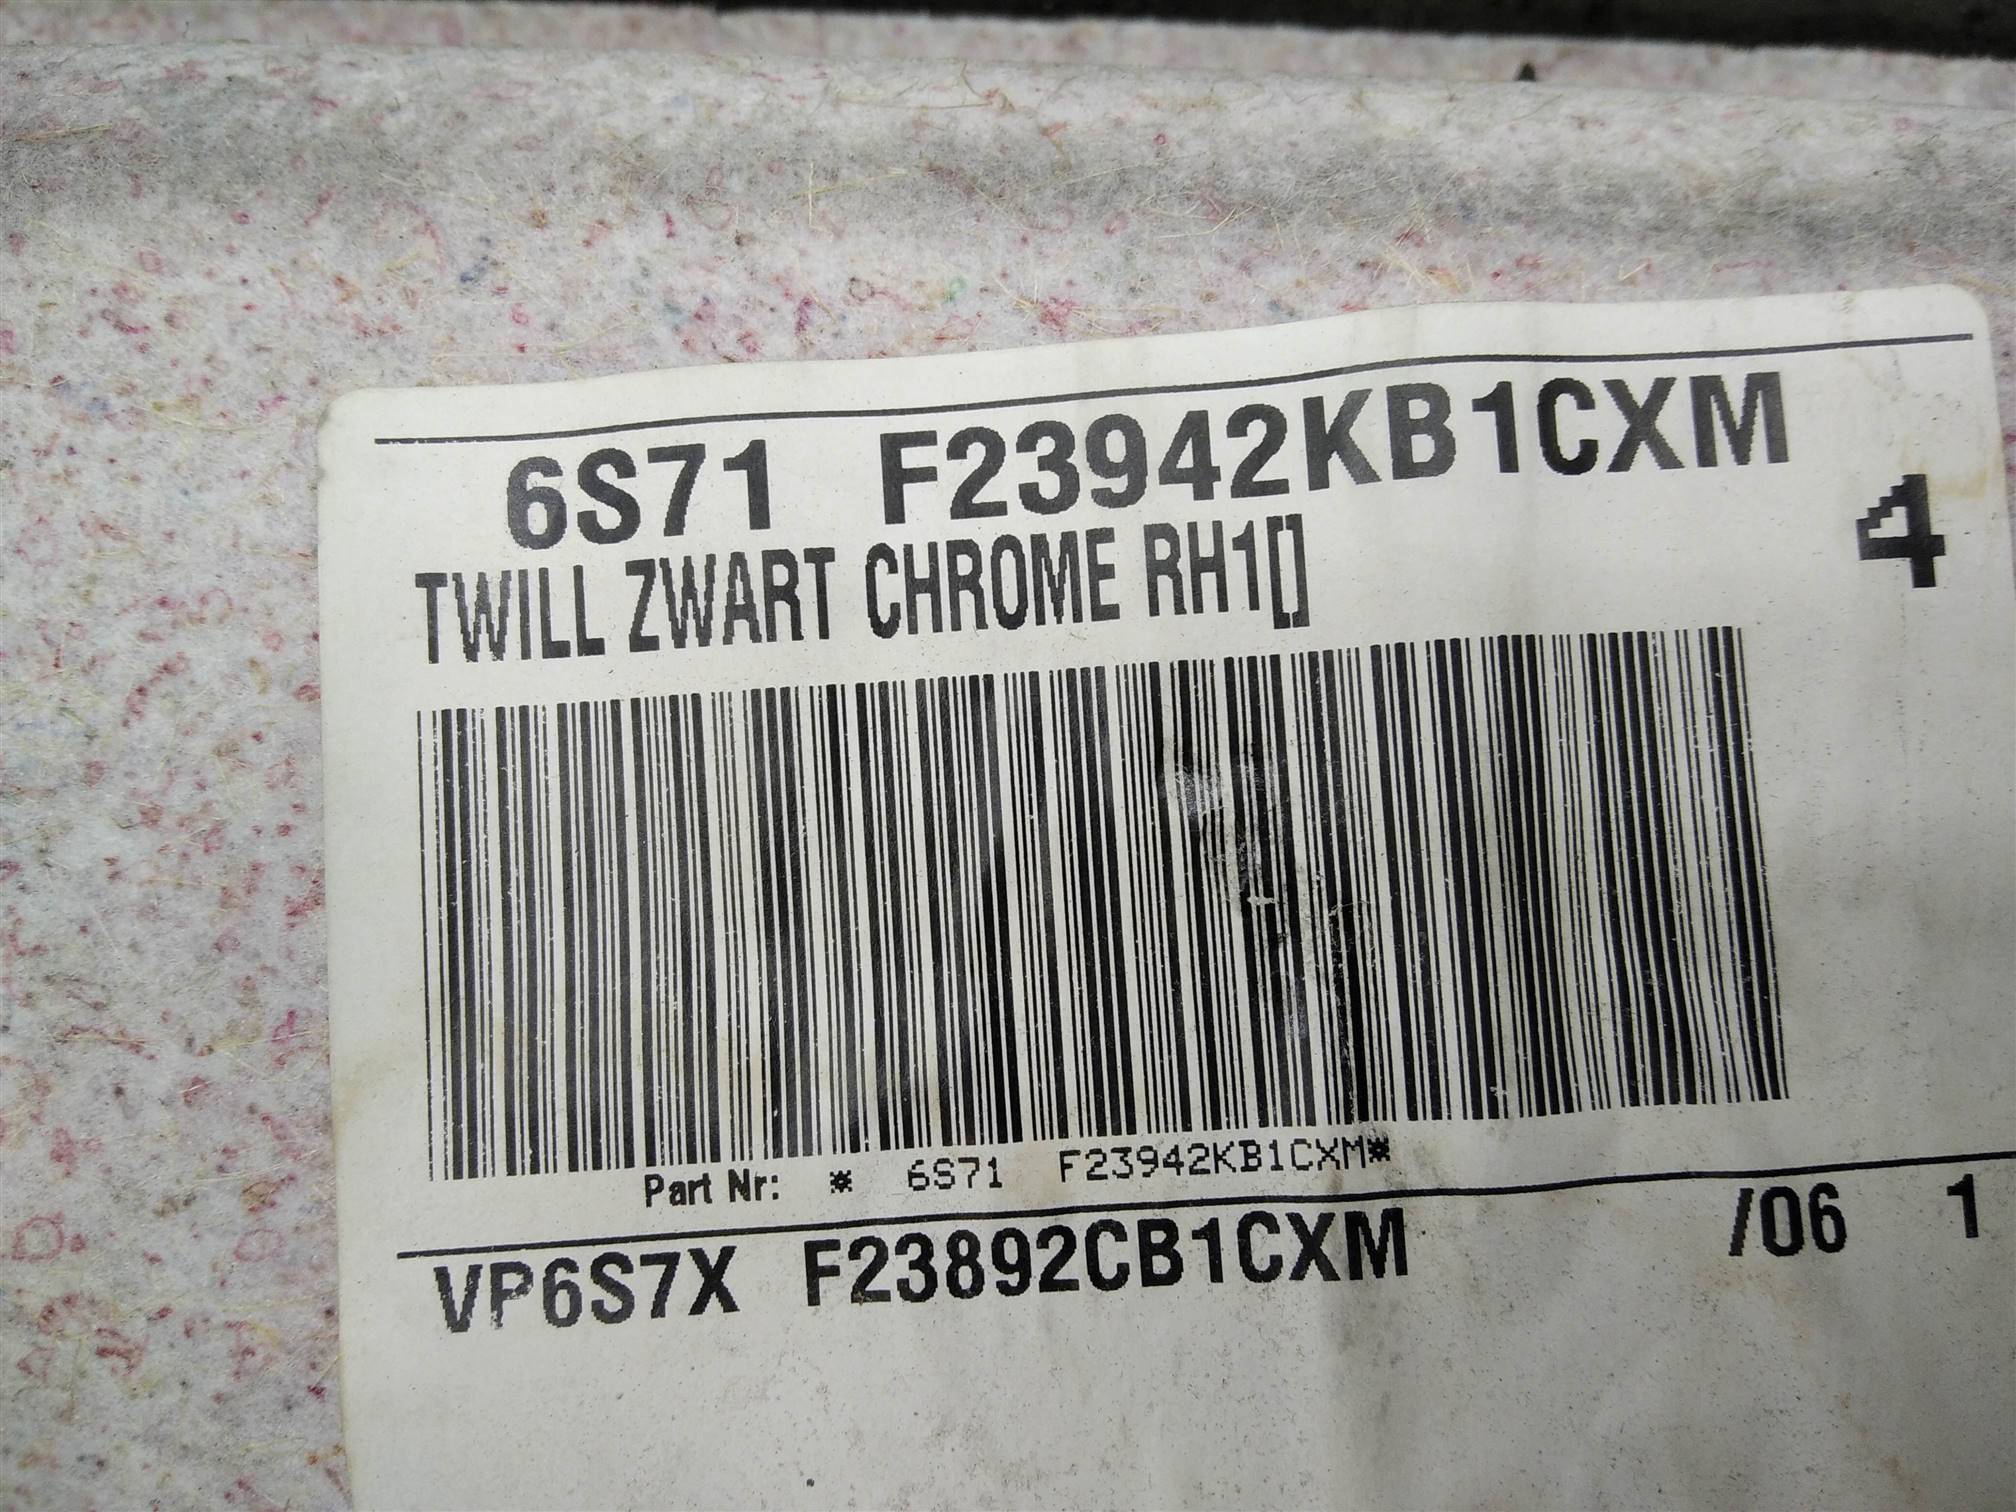 6S71 F23942KB1CXM
4
TWILL ZWART CHROME RH1[]
Part Nr: * 6S71 F23942KB1CXM*
VP6S7X F23892CB1CXM /06 1